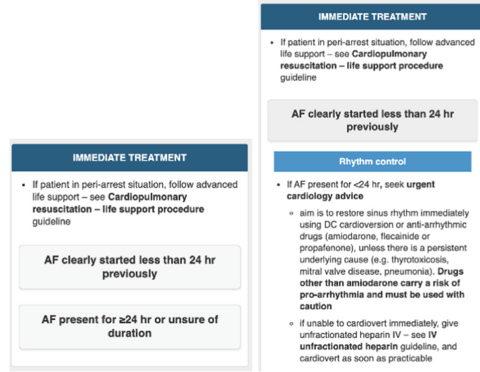 IMMEDIATE TREATMENT
• If patient in peri-arrest situation, follow advanced
life support – see Cardiopulmonary
resuscitation – life support procedure
guideline
AF clearly started less than 24 hr
previously
AF present for ≥24 hr or unsure of
duration
IMMEDIATE TREATMENT
• If patient in peri-arrest situation, follow advanced
life support – see Cardiopulmonary
resuscitation – life support procedure
guideline
AF clearly started less than 24 hr
previously
Rhythm control
• If AF present for <24 hr, seek urgent
cardiology advice
○ aim is to restore sinus rhythm immediately
using DC cardioversion or anti-arrhythmic
drugs (amiodarone, flecainide or
propafenone), unless there is a persistent
underlying cause (e.g. thyrotoxicosis,
mitral valve disease, pneumonia). Drugs
other than amiodarone carry a risk of
pro-arrhythmia and must be used with
caution
○ if unable to cardiovert immediately, give
unfractionated heparin IV – see IV
unfractionated heparin guideline, and
cardiovert as soon as practicable